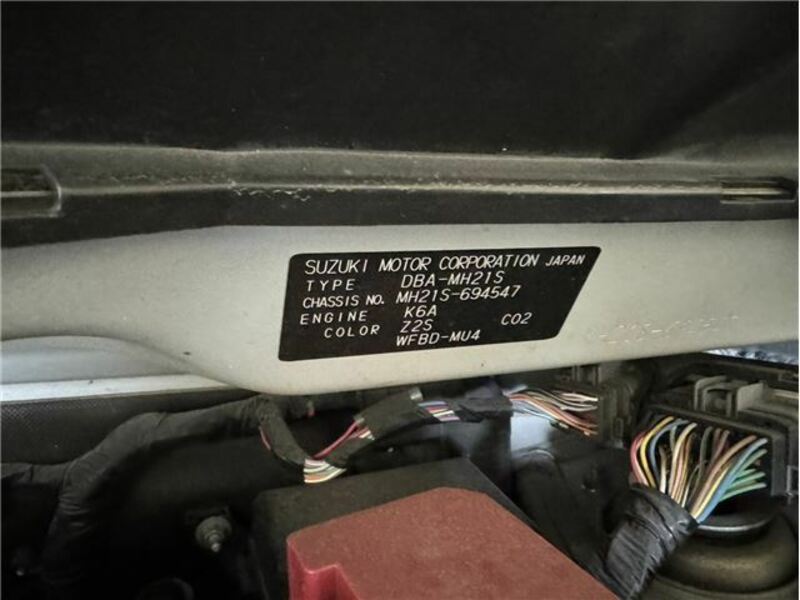 SUZUKI MOTOR CORPORATION JAPAN
TYPE DBA-MH21S
CHASSIS NO. MH21S-694547
ENGINE K6A
COLOR Z2S CO2
WFBD-MU4